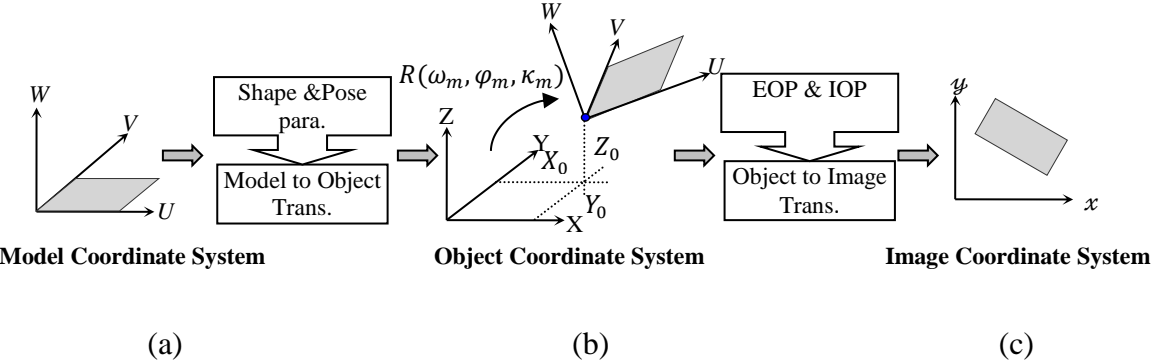 W
V
U
Shape &Pose
para.
Model to Object
Trans.
R(ω_m, φ_m, κ_m)
W
V
U
Z
Y
X
X_0
Z_0
Y_0
EOP & IOP
Object to Image
Trans.
y
x
Model Coordinate System
Object Coordinate System
Image Coordinate System
(a)
(b)
(c)